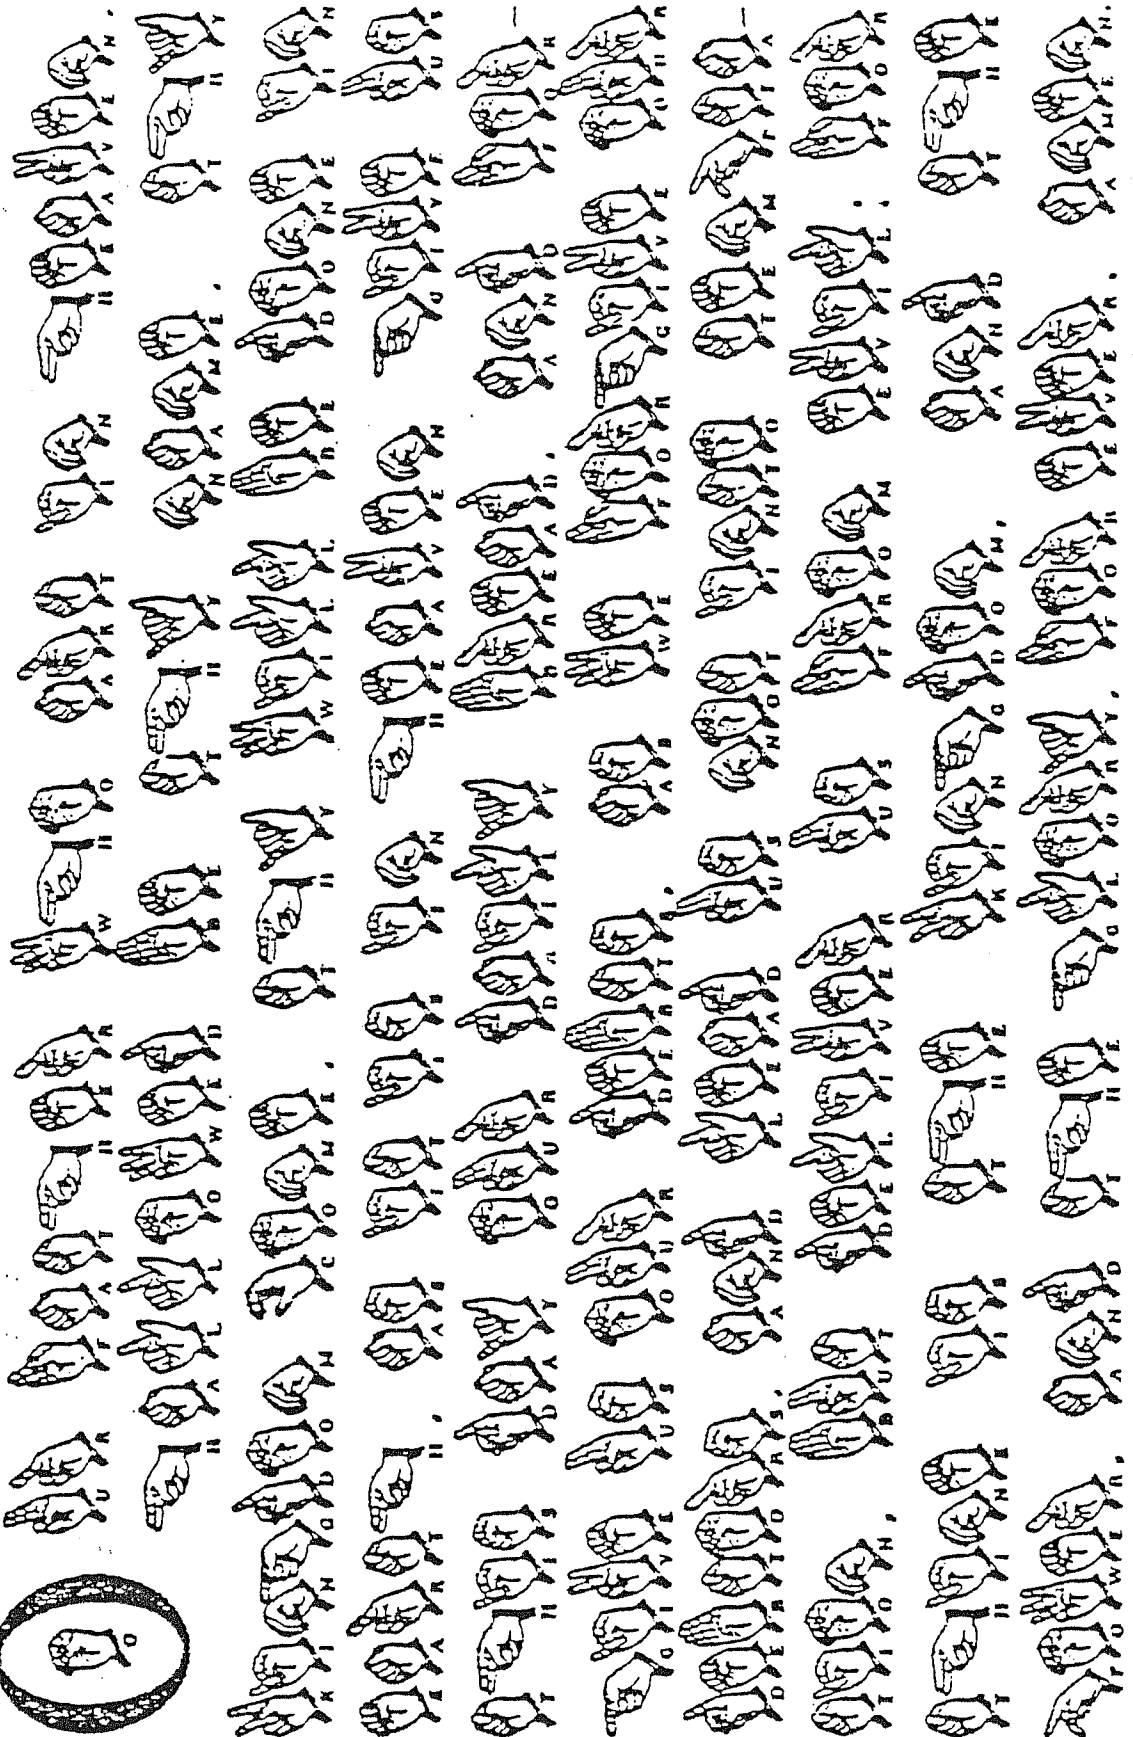 OUR FATHER WHO ART IN HEAVEN.
HALLOWED BE THY NAME. THY
KINGDOM COME. THY WILL BE DONE IN
EARTH, AS IT IS IN HEAVEN GIVE US
THIS DAY OUR DAILY BREAD, AND FOR-
GIVE US OUR DEBTS, AS WE FORGIVE OUR
DEBTORS. AND LEAD US NOT INTO TEMPTA-
TION, BUT DELIVER US FROM EVIL. FOR
THINE IS THE KINGDOM, AND THE
POWER, AND THE GLORY, FOR EVER. AMEN.